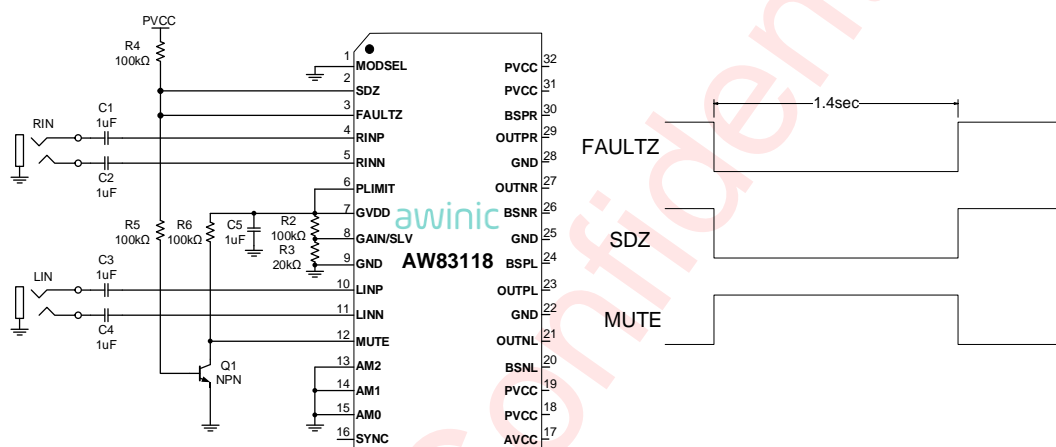 PVCC
R4
100kΩ
1
MODSEL
2
SDZ
3
FAULTZ
RIN
C1
1uF
4
RINP
5
RINN
C2
1uF
6
PLIMIT
7
GVDD
R5
100kΩ
R6
100kΩ
C5
1uF
R2
100kΩ
8
GAIN/SLV
R3
20kΩ
9
GND
LIN
C3
1uF
10
LINP
11
LINN
C4
1uF
12
MUTE
Q1
NPN
13
AM2
14
AM1
15
AM0
16
SYNC
awinic
AW83118
32
PVCC
31
PVCC
30
BSPR
29
OUTPR
28
GND
27
OUTNR
26
BSNR
25
GND
24
BSPL
23
OUTPL
22
GND
21
OUTNL
20
BSNL
19
PVCC
18
PVCC
17
AVCC
1.4sec
FAULTZ
SDZ
MUTE
Confident